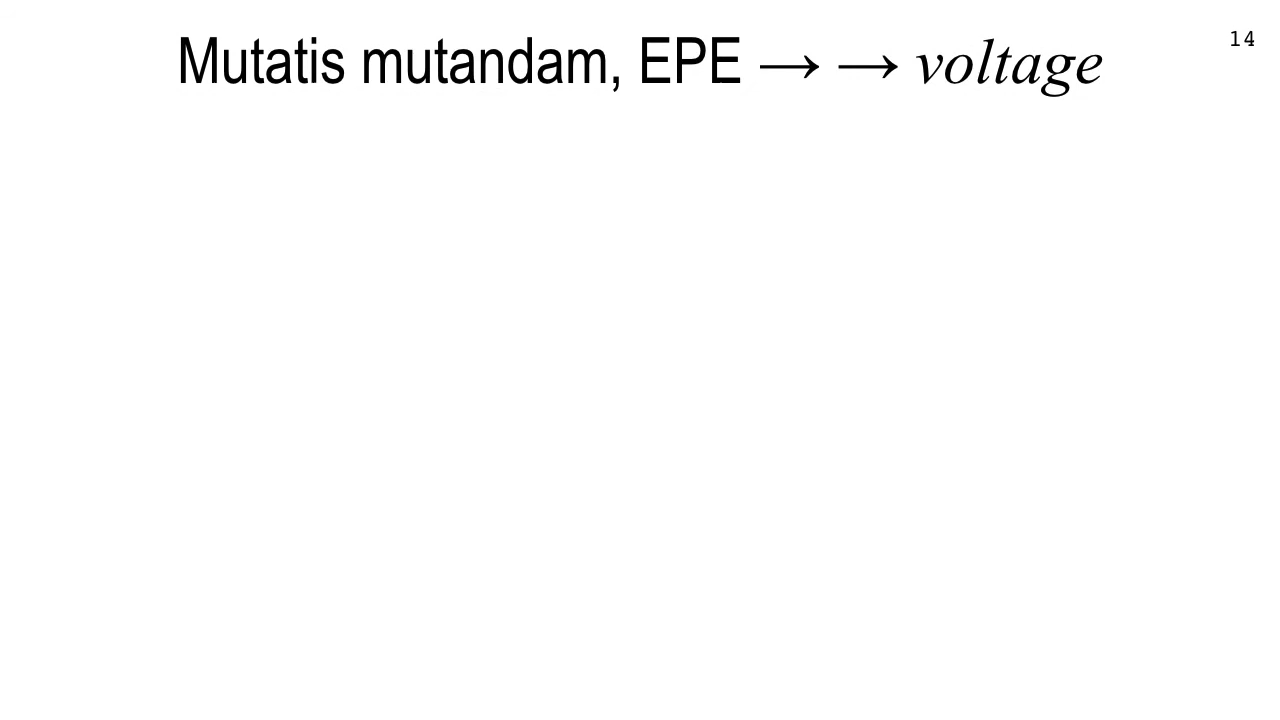 Mutatis mutandam, EPE → → voltage
14